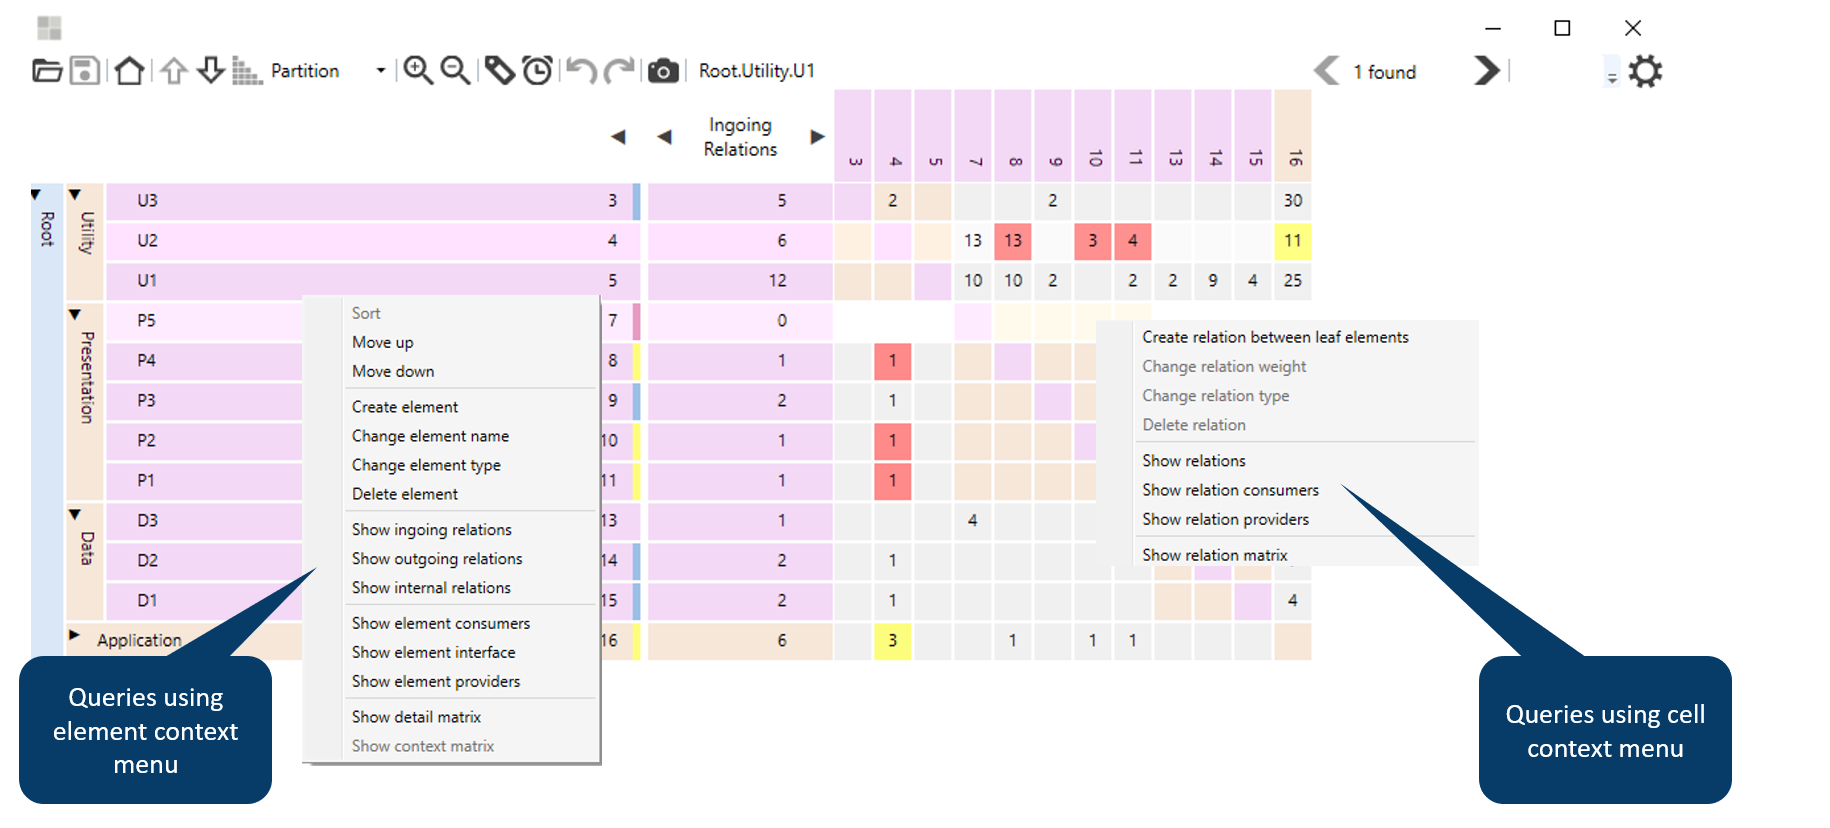 Partition
Root.Utility.U1
1 found
Ingoing
Relations
3 4 5 7 8 9 10 11 13 14 15 16
Root
Utility
U3 3 5 2 2 30
U2 4 6 13 13 3 4 11
U1 5 12 10 10 2 2 2 9 4 25
Presentation
P5 7 0
P4 8 1 1
P3 9 2 1
P2 10 1 1
P1 11 1 1
Data
D3 13 1 4
D2 14 2 1
D1 15 2 1 4
Application 16 6 3 1 1 1
Sort
Move up
Move down
Create element
Change element name
Change element type
Delete element
Show ingoing relations
Show outgoing relations
Show internal relations
Show element consumers
Show element interface
Show element providers
Show detail matrix
Show context matrix
Create relation between leaf elements
Change relation weight
Change relation type
Delete relation
Show relations
Show relation consumers
Show relation providers
Show relation matrix
Queries using
element context
menu
Queries using cell
context menu